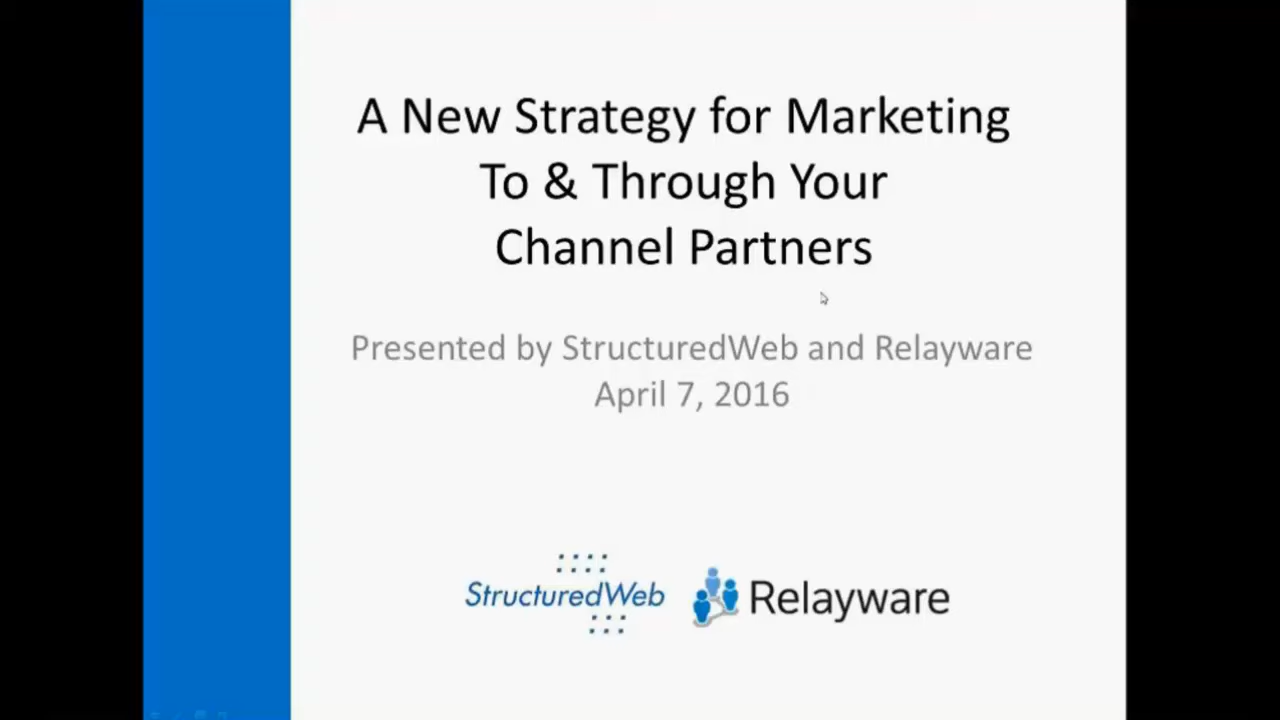 A New Strategy for Marketing
To & Through Your
Channel Partners
Presented by StructuredWeb and Relayware
April 7, 2016
StructuredWeb
Relayware